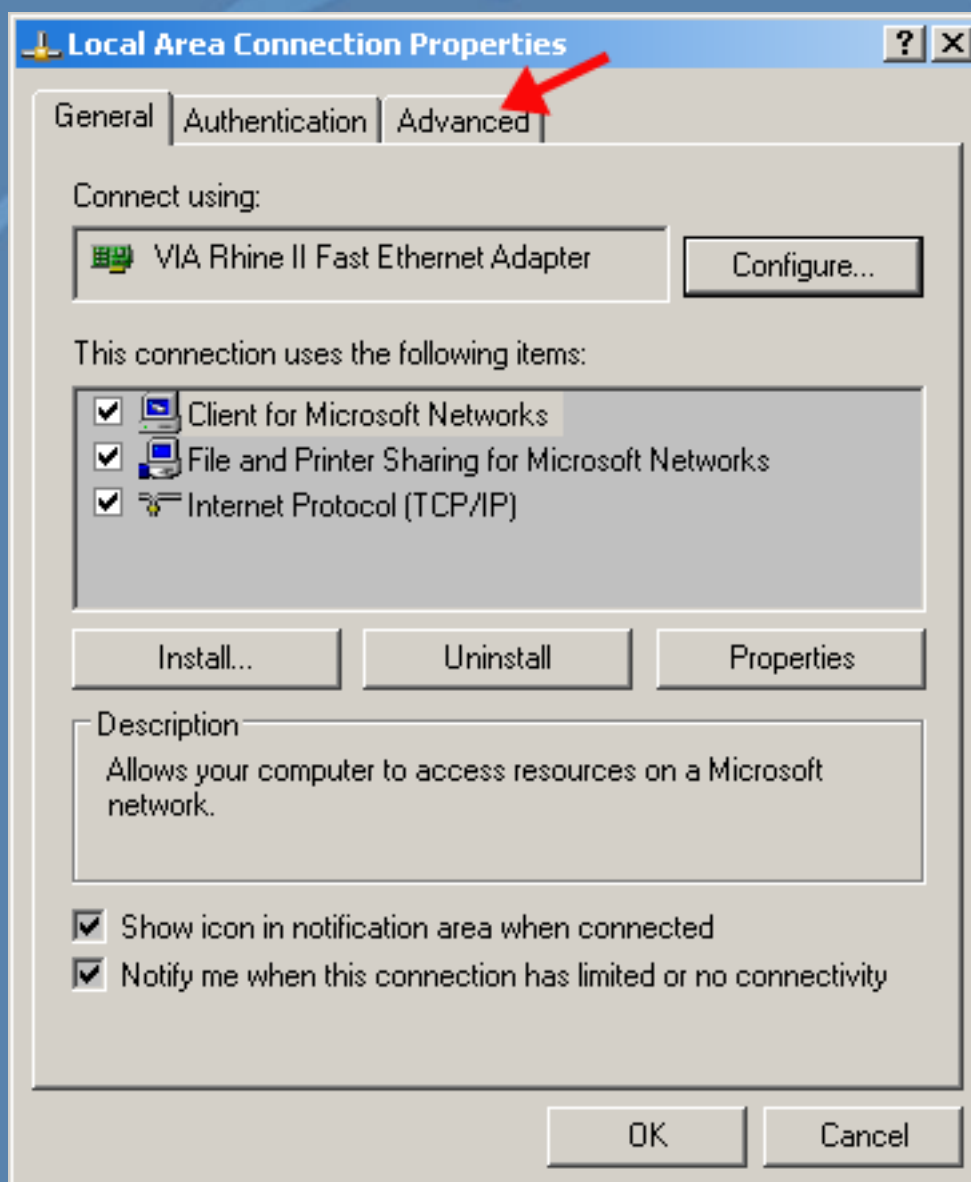 Local Area Connection Properties
General Authentication Advanced
Connect using:
VIA Rhine II Fast Ethernet Adapter
Configure...
This connection uses the following items:
Client for Microsoft Networks
File and Printer Sharing for Microsoft Networks
Internet Protocol (TCP/IP)
Install... Uninstall Properties
Description
Allows your computer to access resources on a Microsoft
network.
Show icon in notification area when connected
Notify me when this connection has limited or no connectivity
OK Cancel